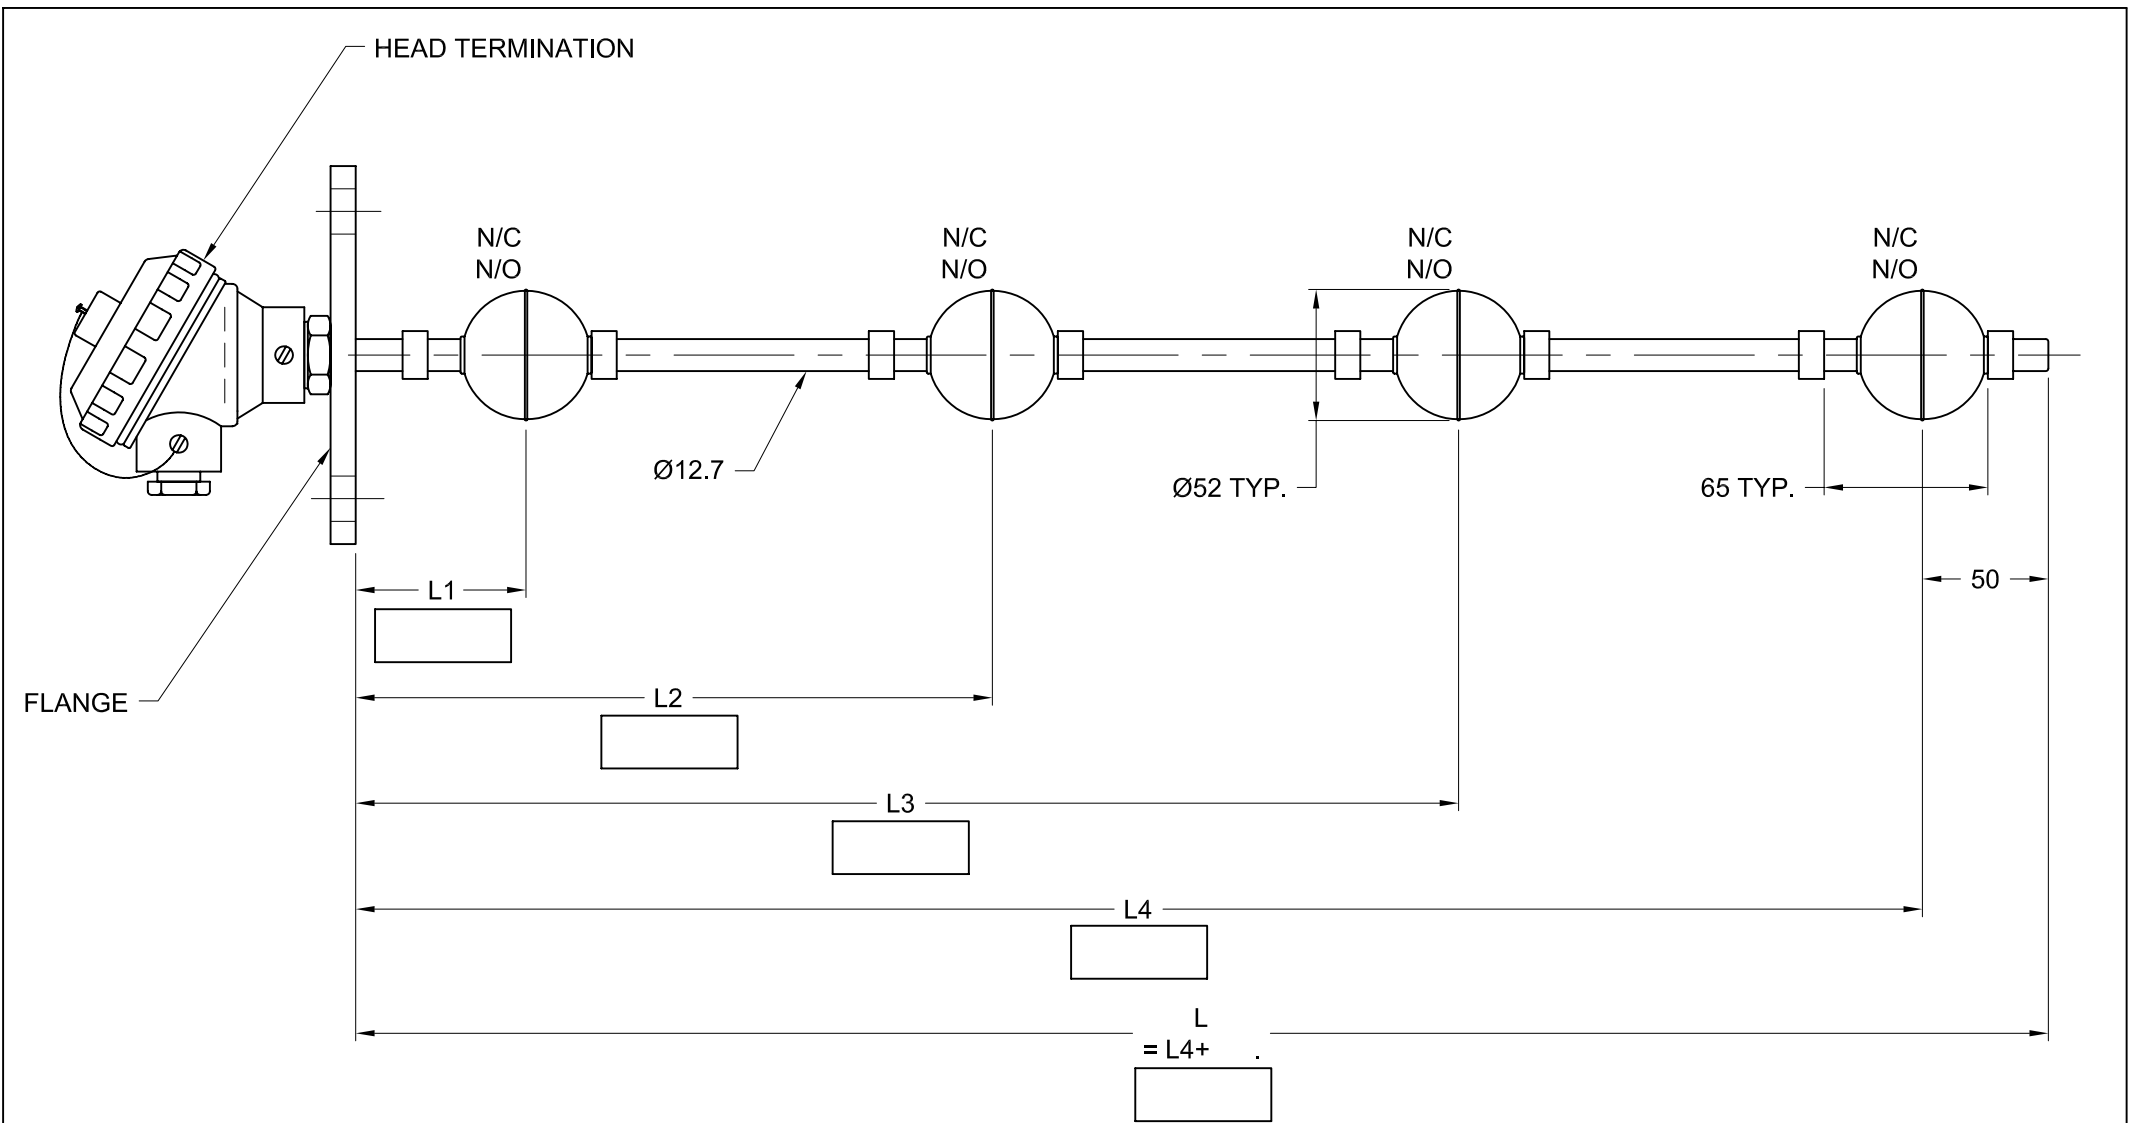 HEAD TERMINATION
N/C
N/O
N/C
N/O
N/C
N/O
N/C
N/O
Ø12.7
Ø52 TYP.
65 TYP.
50
L1
FLANGE
L2
L3
L4
L
= L4+ .